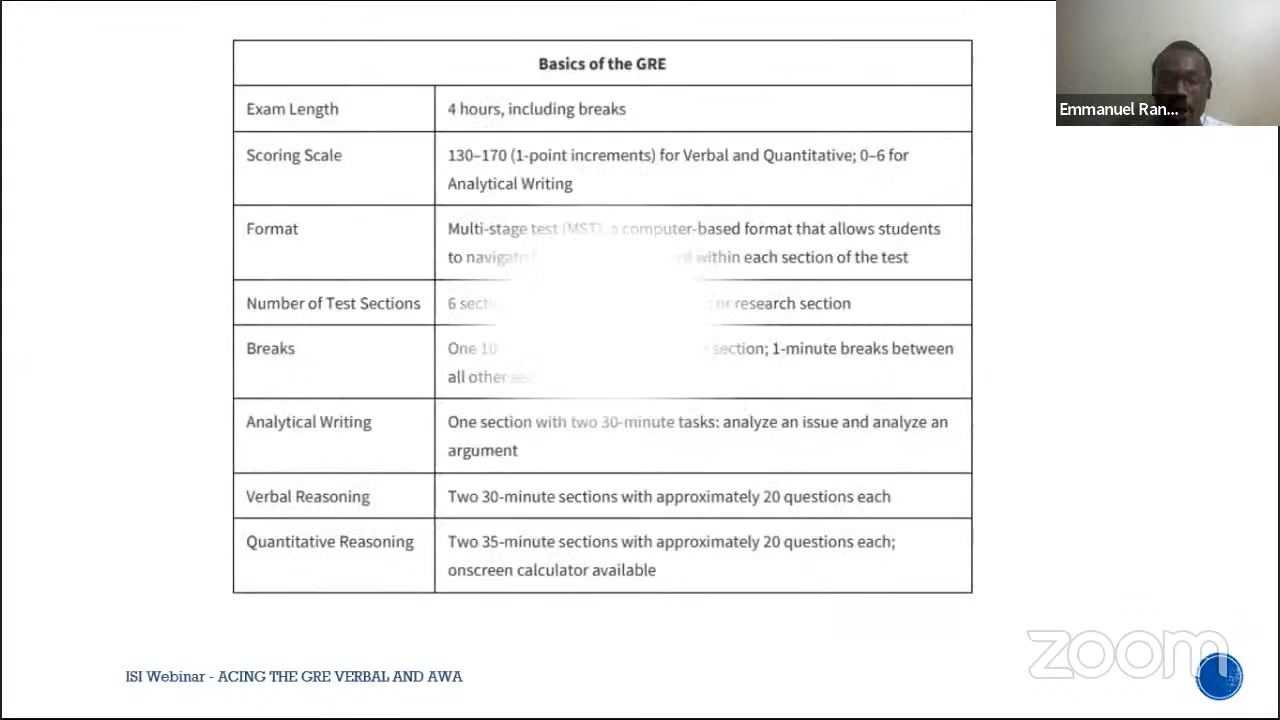 Emmanuel Ran...
Basics of the GRE
Exam Length
4 hours, including breaks
Scoring Scale
130–170 (1-point increments) for Verbal and Quantitative; 0–6 for
Analytical Writing
Format
Multi-stage test (MST), a computer-based format that allows students
to within each section of the test
Number of Test Sections
6 or research section
Breaks
One 10 section; 1-minute breaks between
all other
Analytical Writing
One section with two 30-minute tasks: analyze an issue and analyze an
argument
Verbal Reasoning
Two 30-minute sections with approximately 20 questions each
Quantitative Reasoning
Two 35-minute sections with approximately 20 questions each;
onscreen calculator available
zoom
ISI Webinar - ACING THE GRE VERBAL AND AWA